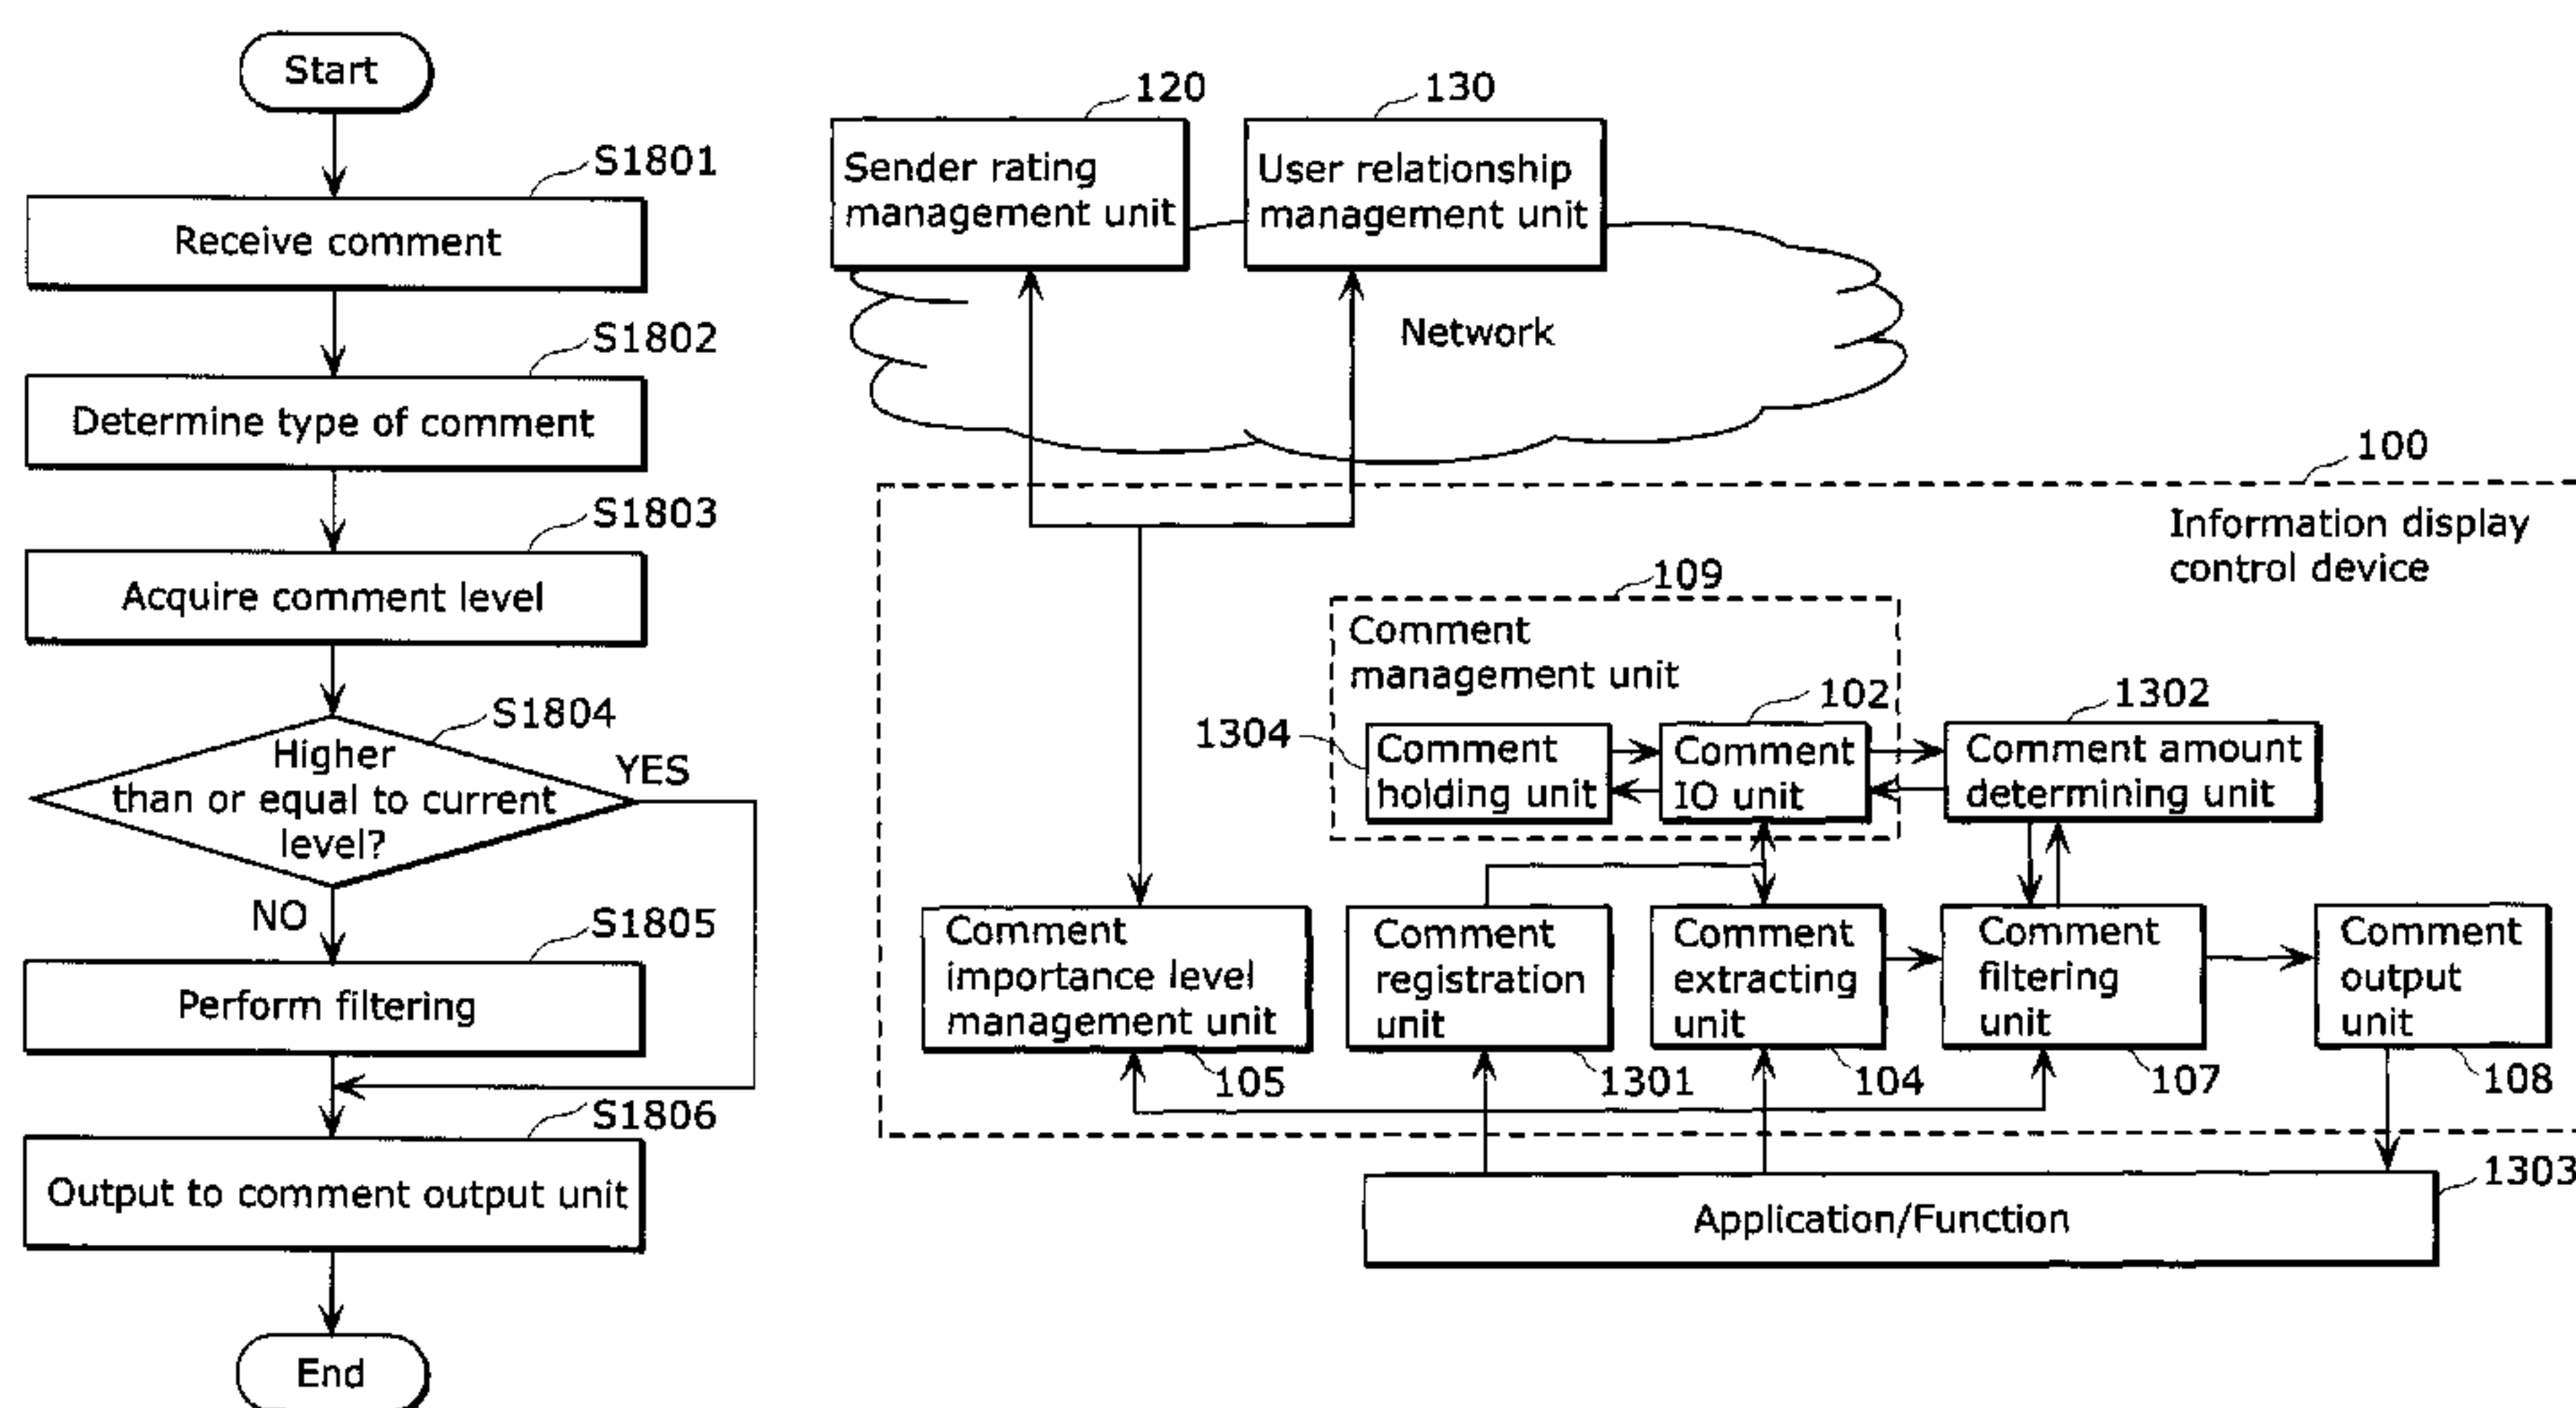 Start
S1801
Receive comment
S1802
Determine type of comment
S1803
Acquire comment level
S1804
Higher
than or equal to current
level?
YES
NO
S1805
Perform filtering
S1806
Output to comment output unit
End
120
Sender rating
management unit
130
User relationship
management unit
Network
100
Information display
control device
109
Comment
management unit
1304
Comment
holding unit
102
Comment
IO unit
1302
Comment amount
determining unit
Comment
importance level
management unit
105
Comment
registration
unit
1301
Comment
extracting
unit
104
Comment
filtering
unit
107
Comment
output
unit
108
1303
Application/Function